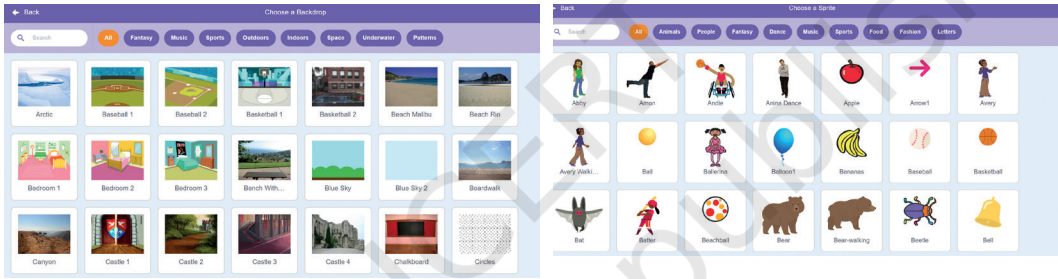 ← Back Choose a Backdrop
Search All Fantasy Music Sports Outdoors Indoors Space Underwater Patterns
Arctic Baseball 1 Baseball 2 Basketball 1 Basketball 2 Beach Malibu Beach Rio
Bedroom 1 Bedroom 2 Bedroom 3 Bench With... Blue Sky Blue Sky 2 Boardwalk
Canyon Castle 1 Castle 2 Castle 3 Castle 4 Chalkboard Circles
← Back Choose a Sprite
Search All Animals People Fantasy Dance Music Sports Food Fashion Letters
Abby Amon Andie Anina Dance Apple Arrow1 Avery
Avery Walki... Ball Ballerina Balloon1 Bananas Baseball Basketball
Bat Batter Beachball Bear Bear-walking Beetle Bell